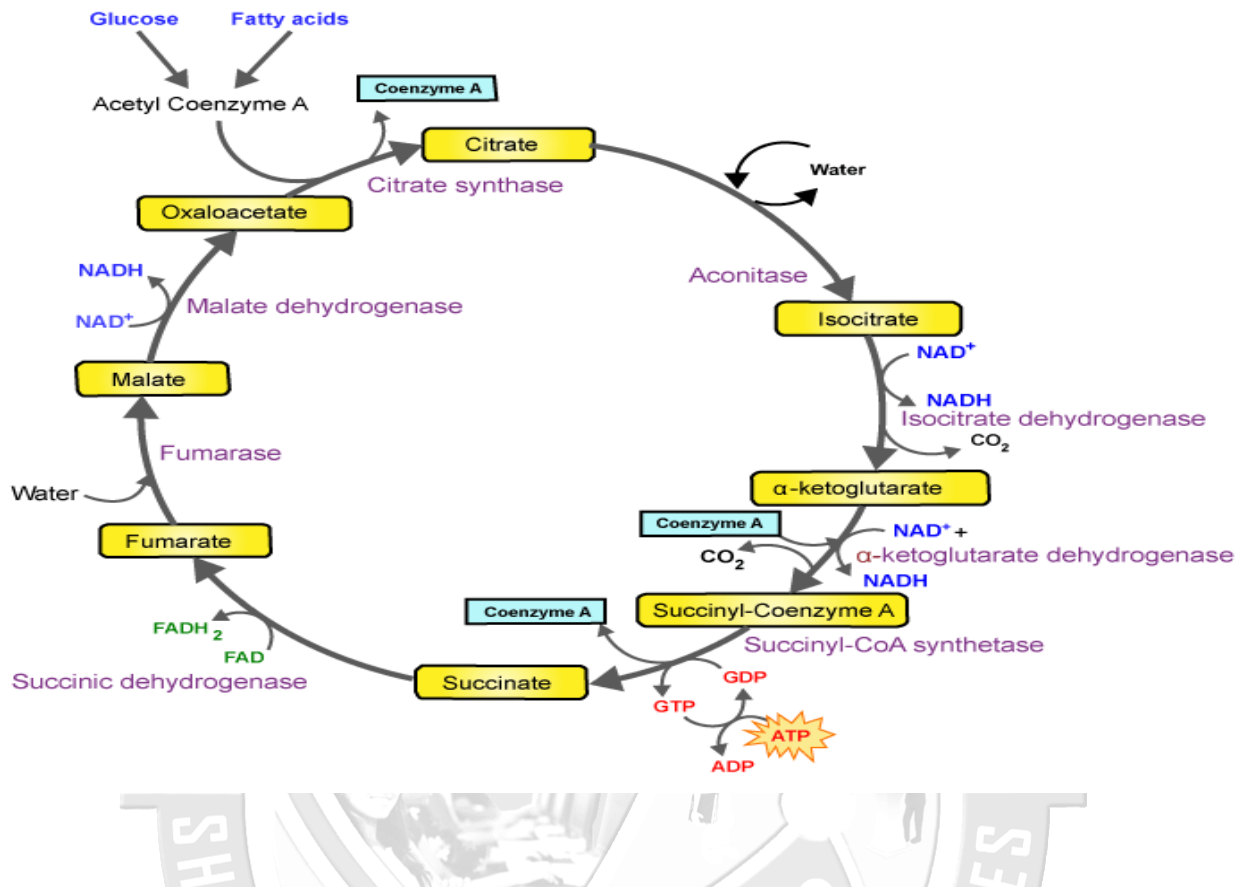 Glucose
Fatty acids
Acetyl Coenzyme A
Coenzyme A
Citrate
Citrate synthase
Water
Oxaloacetate
Aconitase
NADH
Malate dehydrogenase
NAD⁺
Isocitrate
NAD⁺
NADH
Isocitrate dehydrogenase
CO₂
Malate
Fumarase
Water
α-ketoglutarate
Coenzyme A
NAD⁺ +
CO₂
α-ketoglutarate dehydrogenase
NADH
Fumarate
Succinyl-Coenzyme A
Coenzyme A
Succinyl-CoA synthetase
FADH₂
FAD
Succinic dehydrogenase
Succinate
GDP
GTP
ATP
ADP
HS
ES